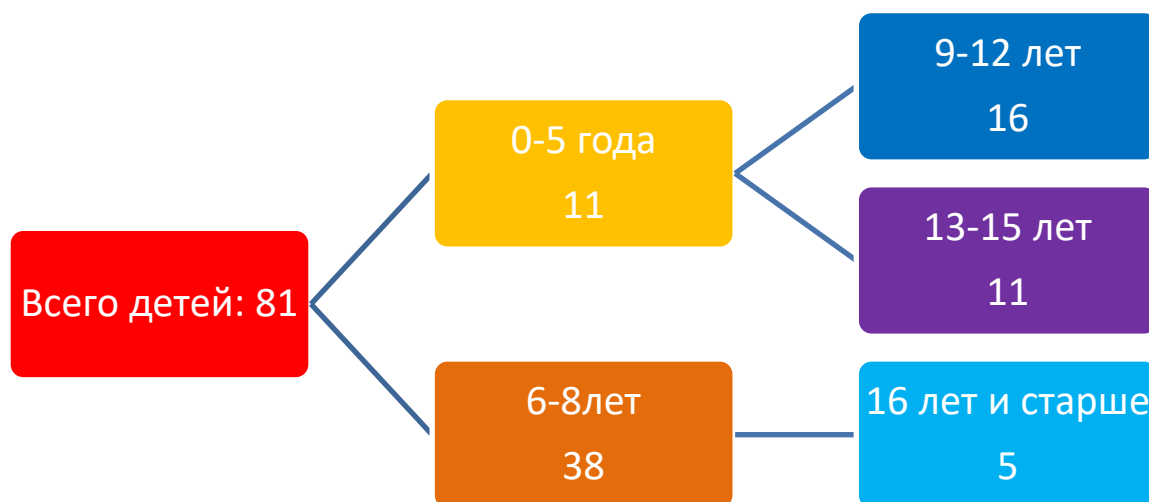 Всего детей: 81
0-5 года
11
6-8лет
38
9-12 лет
16
13-15 лет
11
16 лет и старше
5